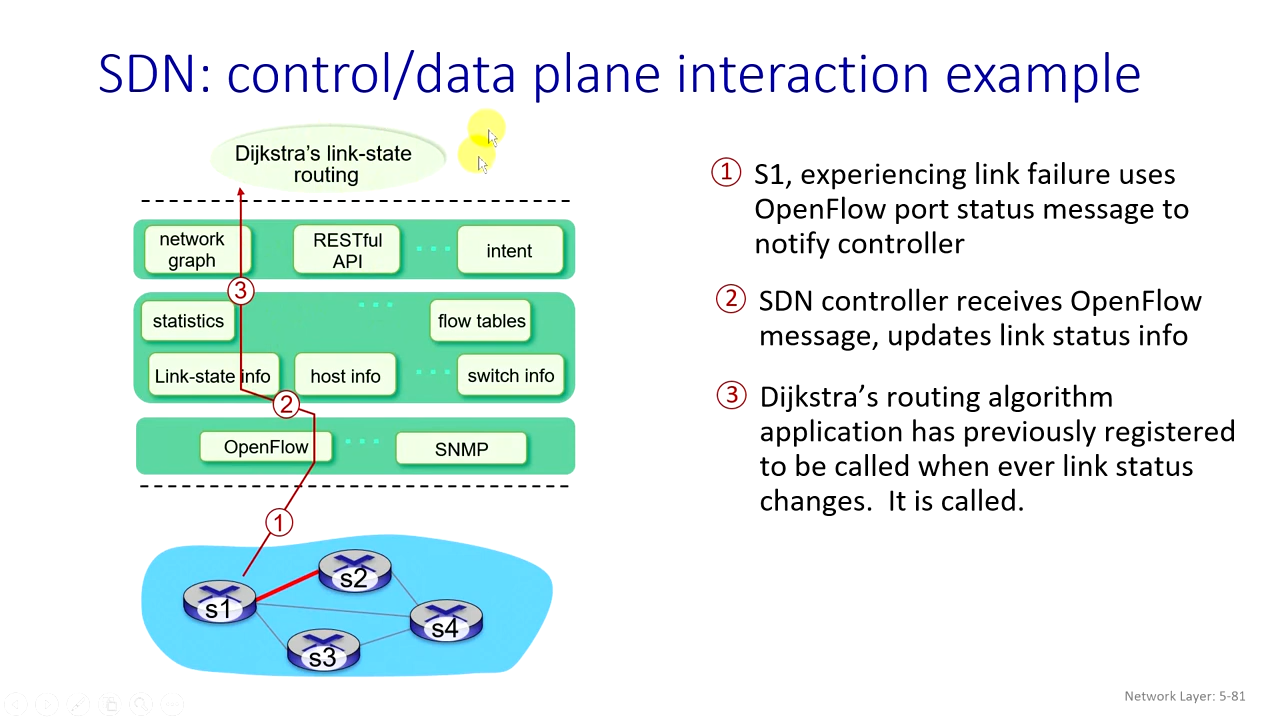 SDN: control/data plane interaction example
Dijkstra's link-state
routing
network
graph
RESTful
API
intent
3
statistics
flow tables
Link-state info
host info
switch info
2
OpenFlow
SNMP
1
s1
s2
s3
s4
1 S1, experiencing link failure uses
OpenFlow port status message to
notify controller
2 SDN controller receives OpenFlow
message, updates link status info
3 Dijkstra’s routing algorithm
application has previously registered
to be called when ever link status
changes. It is called.
Network Layer: 5-81